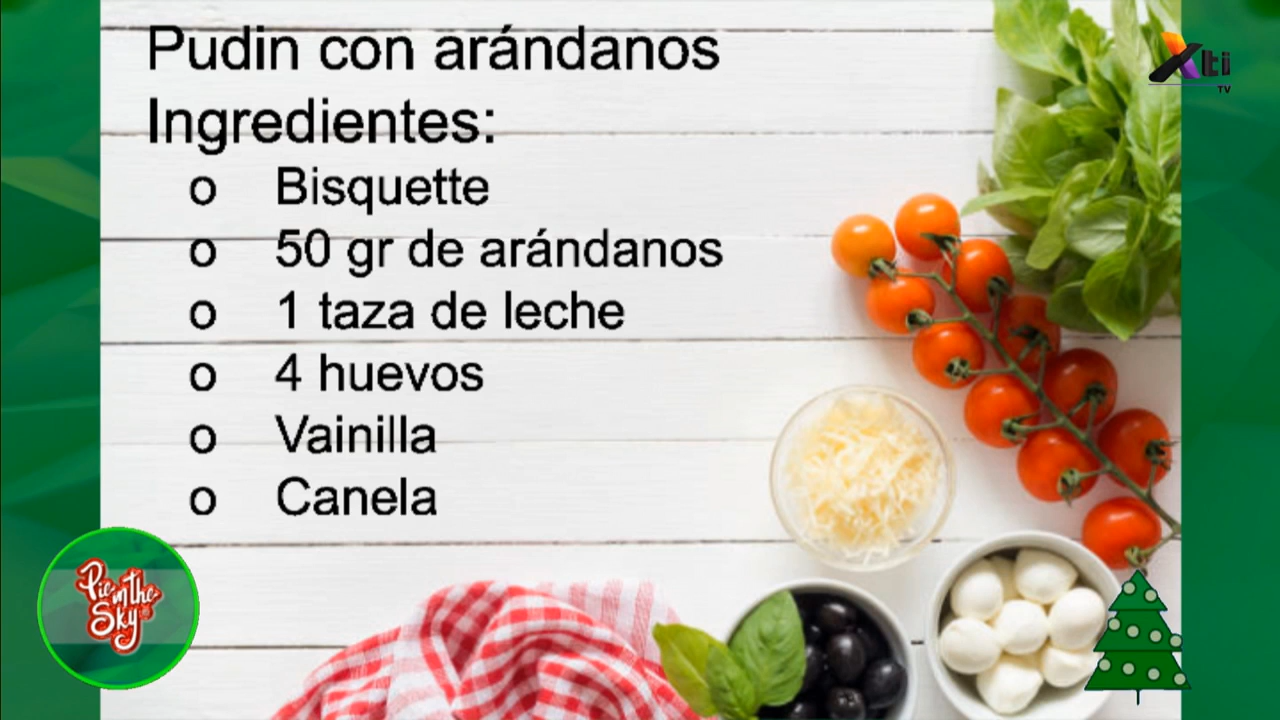 Pudin con arándanos
Ingredientes:
o Bisquette
o 50 gr de arándanos
o 1 taza de leche
o 4 huevos
o Vainilla
o Canela
Xti
TV
Pie in the
Sky